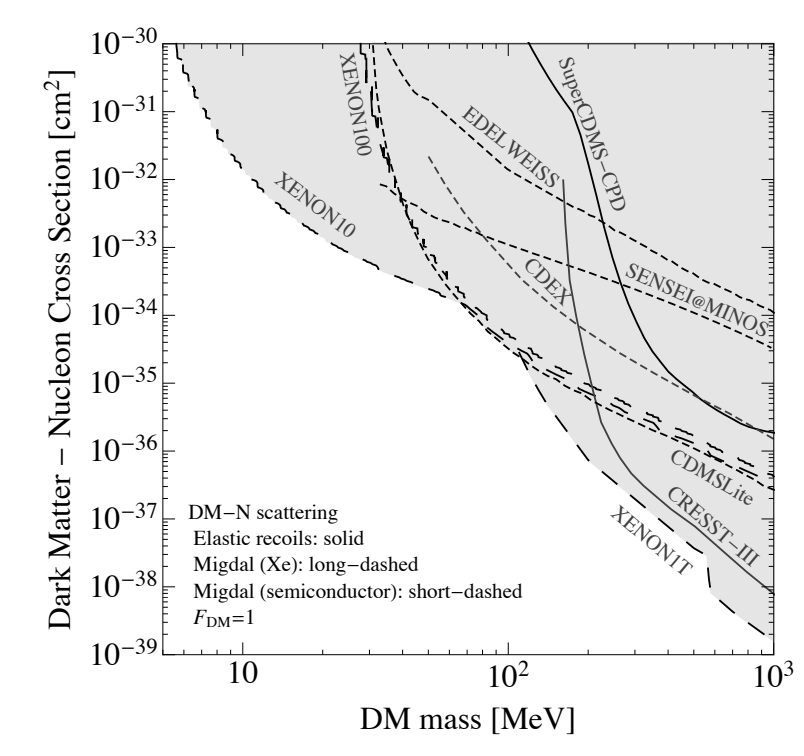 10⁻³⁰
10⁻³¹
10⁻³²
10⁻³³
10⁻³⁴
10⁻³⁵
10⁻³⁶
10⁻³⁷
10⁻³⁸
10⁻³⁹
Dark Matter − Nucleon Cross Section [cm²]
XENON10
XENON100
EDELWEISS
SuperCDMS−CPD
CDEX
SENSEI@MINOS
CDMSLite
CRESST−III
XENON1T
DM−N scattering
Elastic recoils: solid
Migdal (Xe): long−dashed
Migdal (semiconductor): short−dashed
F_DM=1
10
10²
10³
DM mass [MeV]